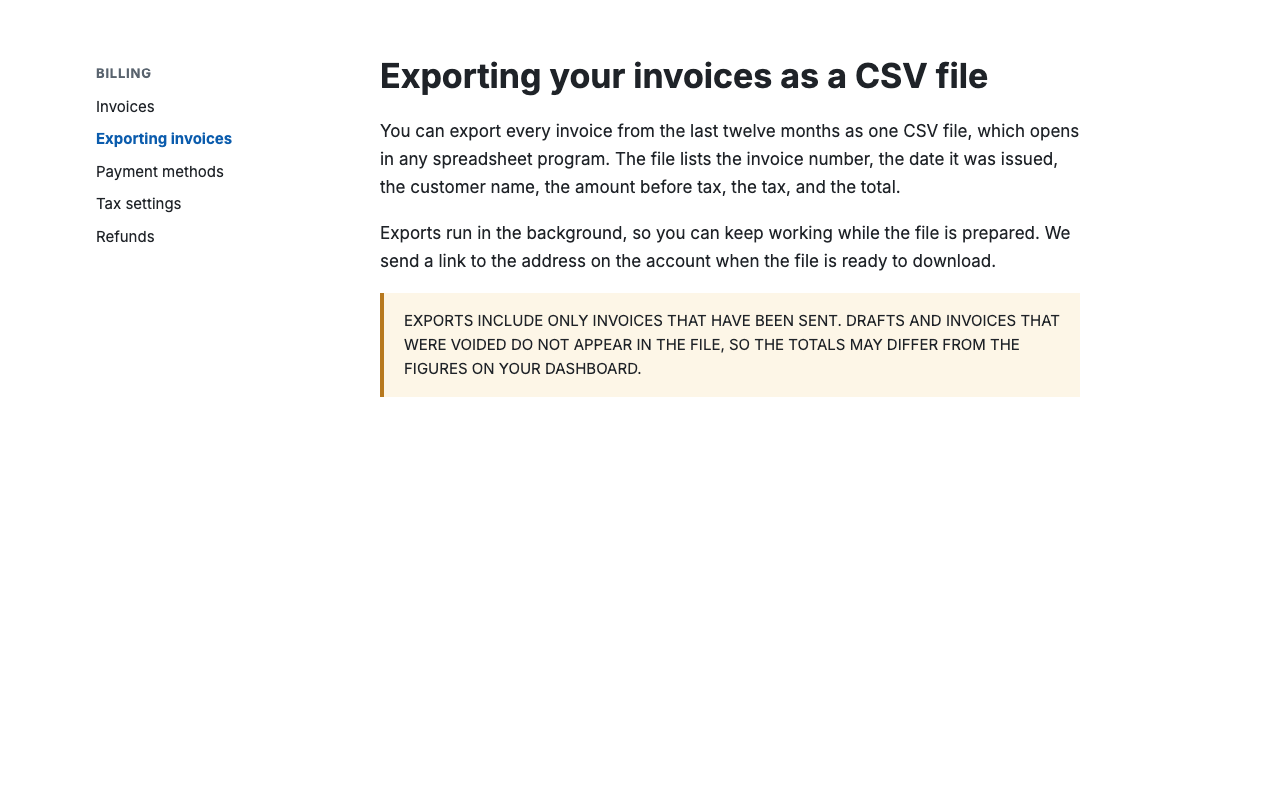 BILLING
Invoices
Exporting invoices
Payment methods
Tax settings
Refunds
Exporting your invoices as a CSV file
You can export every invoice from the last twelve months as one CSV file, which opens
in any spreadsheet program. The file lists the invoice number, the date it was issued,
the customer name, the amount before tax, the tax, and the total.
Exports run in the background, so you can keep working while the file is prepared. We
send a link to the address on the account when the file is ready to download.
EXPORTS INCLUDE ONLY INVOICES THAT HAVE BEEN SENT. DRAFTS AND INVOICES THAT
WERE VOIDED DO NOT APPEAR IN THE FILE, SO THE TOTALS MAY DIFFER FROM THE
FIGURES ON YOUR DASHBOARD.